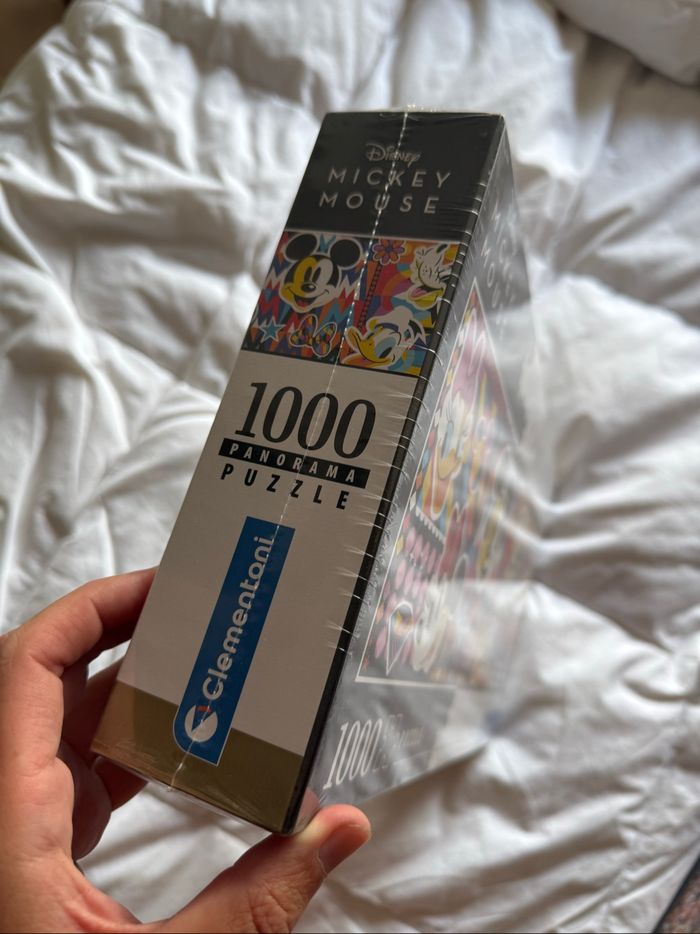 Disney
MICKEY
MOUSE
1000
PANORAMA
PUZZLE
Clementoni
1000